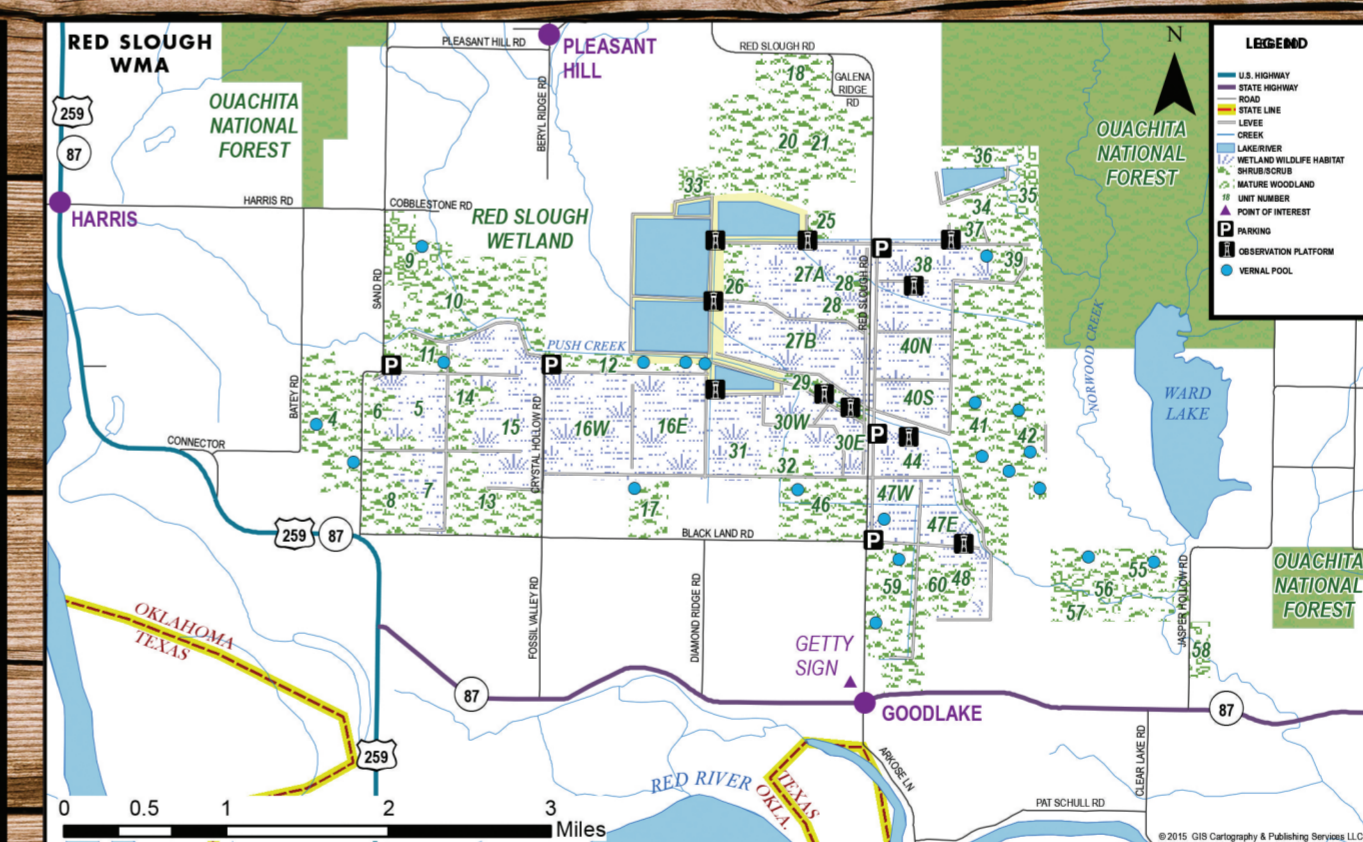 RED SLOUGH
WMA
PLEASANT HILL RD
PLEASANT
HILL
RED SLOUGH RD
N
LEGEND
U.S. HIGHWAY
STATE HIGHWAY
ROAD
STATE LINE
LEVEE
CREEK
LAKE/RIVER
WETLAND WILDLIFE HABITAT
SHRUB/SCRUB
MATURE WOODLAND
18 UNIT NUMBER
POINT OF INTEREST
P PARKING
OBSERVATION PLATFORM
VERNAL POOL
259
87
OUACHITA
NATIONAL
FOREST
BERYL RIDGE RD
18
GALENA
RIDGE
RD
20
21
OUACHITA
NATIONAL
FOREST
36
33
34
35
HARRIS
HARRIS RD
COBBLESTONE RD
RED SLOUGH
WETLAND
25
37
P
9
SAND RD
10
26
27A
28
28
RED SLOUGH RD
38
39
27B
40N
PUSH CREEK
NORWOOD CREEK
WARD
LAKE
P
11
P
12
29
40S
BATEY RD
4
6
5
14
15
CRYSTAL HOLLOW RD
16W
16E
31
30W
30E
P
44
41
42
CONNECTOR
8
7
13
17
32
46
47W
47E
259
87
BLACK LAND RD
P
FOSSIL VALLEY RD
DIAMOND RIDGE RD
59
60
48
55
56
57
JASPER HOLLOW RD
58
OUACHITA
NATIONAL
FOREST
OKLAHOMA
TEXAS
GETTY
SIGN
87
GOODLAKE
87
259
RED RIVER
TEXAS
OKLA.
ARKOSE LN
CLEAR LAKE RD
PAT SCHULL RD
0 0.5 1 2 3
Miles
© 2015 GIS Cartography & Publishing Services LLC